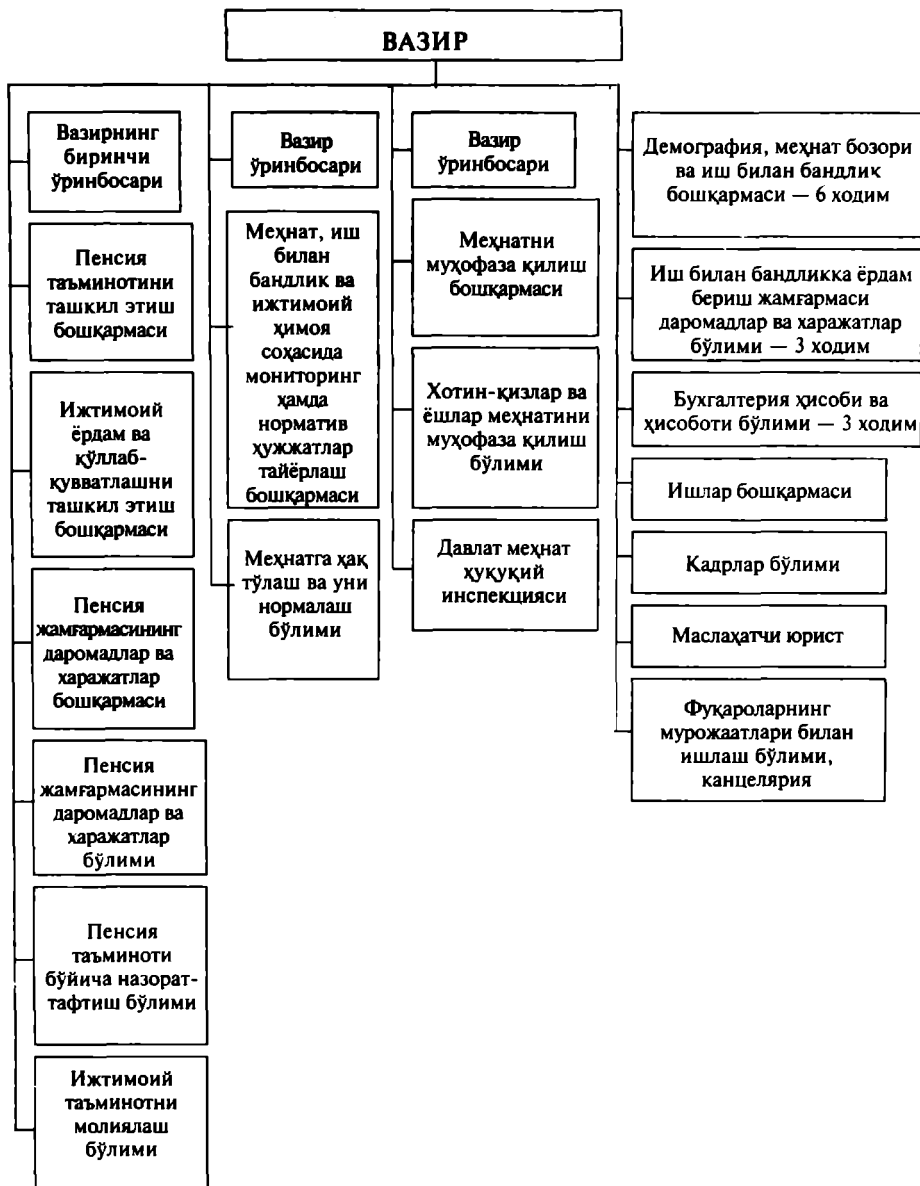 ВАЗИР
Вазирнинг
биринчи
ўринбосари
Пенсия
таъминотини
ташкил этиш
бошқармаси
Ижтимоий
ёрдам ва
қўллаб-
қувватлашни
ташкил этиш
бошқармаси
Пенсия
жамғармасининг
даромадлар ва
харажатлар
бошқармаси
Пенсия
жамғармасининг
даромадлар ва
харажатлар
бўлими
Пенсия
таъминоти
бўйича назорат-
тафтиш бўлими
Ижтимоий
таъминотни
молиялаш
бўлими
Вазир
ўринбосари
Меҳнат, иш
билан
бандлик ва
ижтимоий
ҳимоя
соҳасида
мониторинг
ҳамда
норматив
ҳужжатлар
тайёрлаш
бошқармаси
Меҳнатга ҳақ
тўлаш ва уни
нормалаш
бўлими
Вазир
ўринбосари
Меҳнатни
муҳофаза қилиш
бошқармаси
Хотин-қизлар ва
ёшлар меҳнатини
муҳофаза қилиш
бўлими
Давлат меҳнат
ҳуқуқий
инспекцияси
Демография, меҳнат бозори
ва иш билан бандлик
бошқармаси — 6 ходим
Иш билан бандликка ёрдам
бериш жамғармаси
даромадлар ва харажатлар
бўлими — 3 ходим
Бухгалтерия ҳисоби ва
ҳисоботи бўлими — 3 ходим
Ишлар бошқармаси
Кадрлар бўлими
Маслаҳатчи юрист
Фуқароларнинг
мурожаатлари билан
ишлаш бўлими,
канцелярия